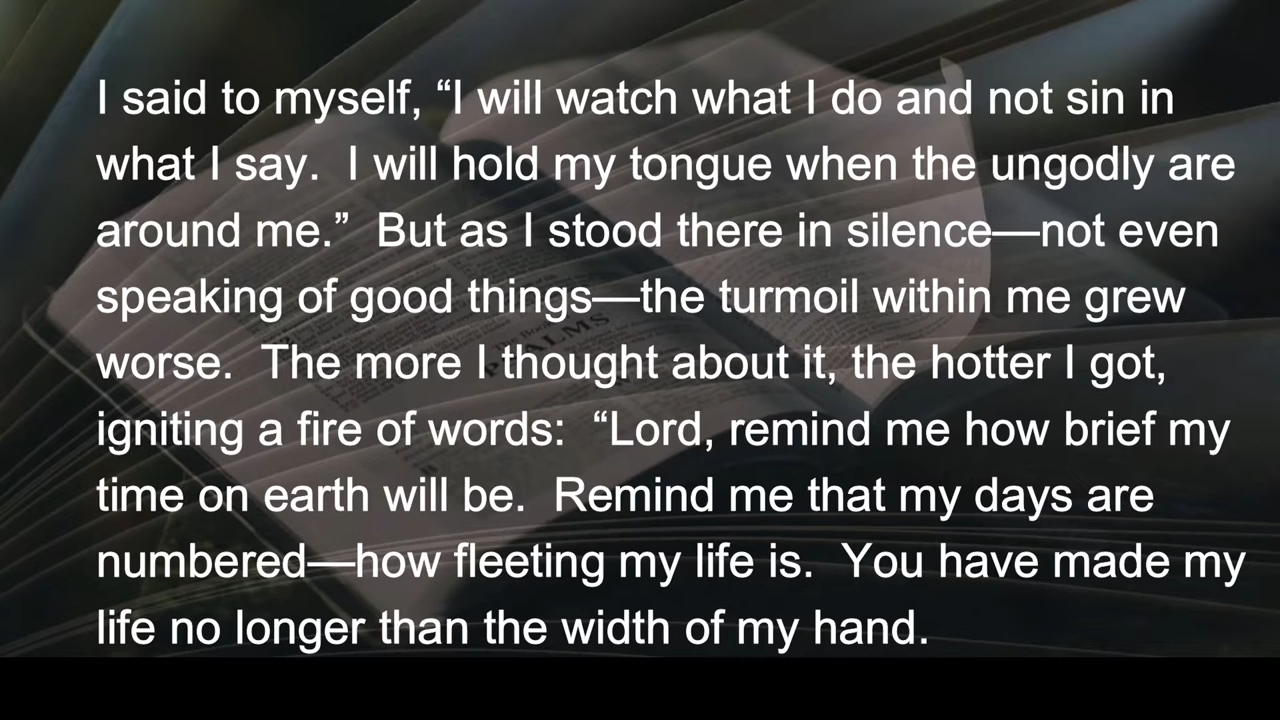 I said to myself, “I will watch what I do and not sin in
what I say.  I will hold my tongue when the ungodly are
around me.”  But as I stood there in silence—not even
speaking of good things—the turmoil within me grew
worse.  The more I thought about it, the hotter I got,
igniting a fire of words:  “Lord, remind me how brief my
time on earth will be.  Remind me that my days are
numbered—how fleeting my life is.  You have made my
life no longer than the width of my hand.
The Book
PSALMS